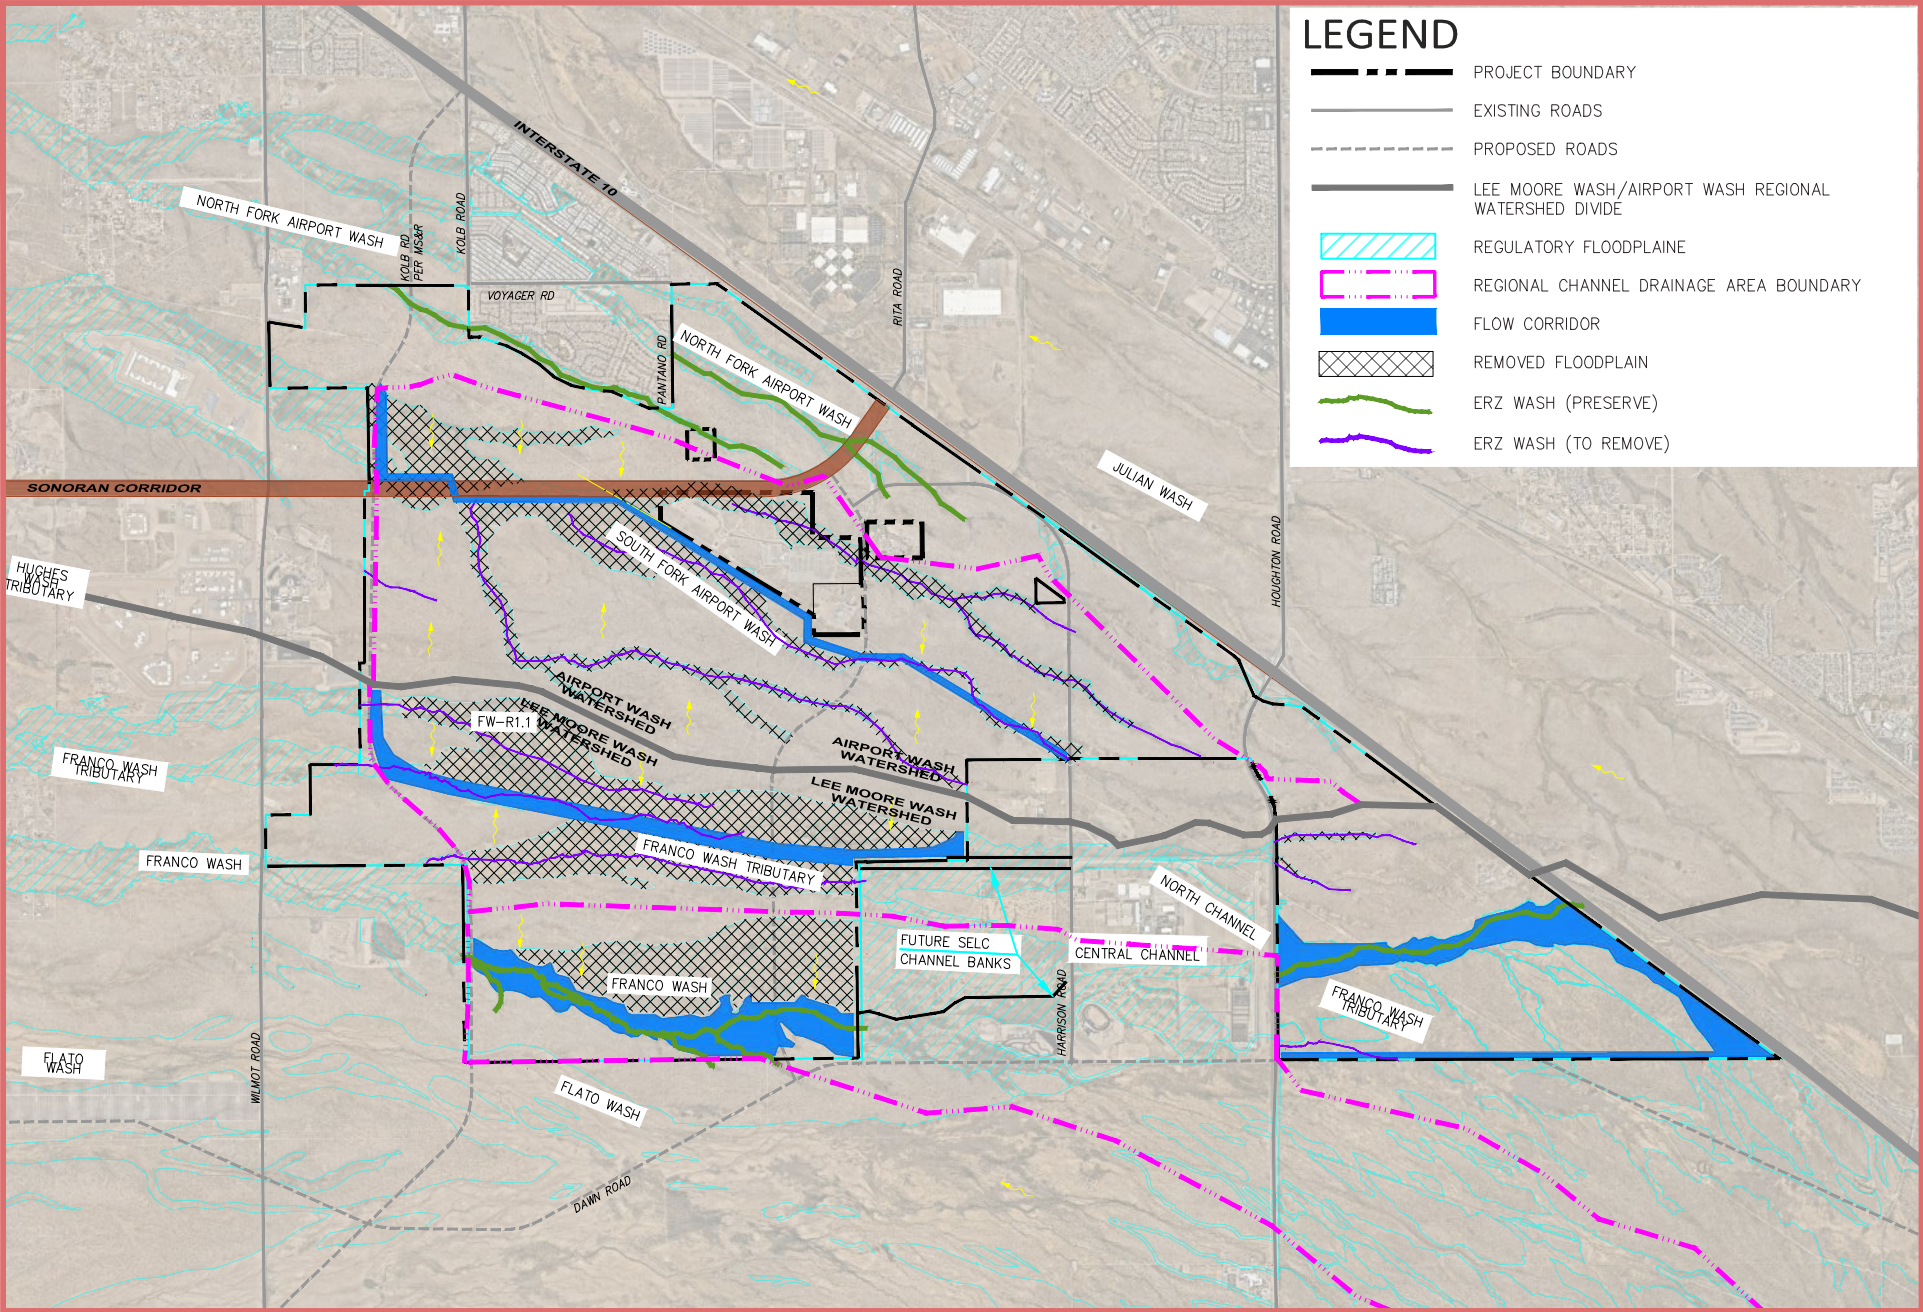 LEGEND
PROJECT BOUNDARY
EXISTING ROADS
PROPOSED ROADS
LEE MOORE WASH/AIRPORT WASH REGIONAL
WATERSHED DIVIDE
REGULATORY FLOODPLAINE
REGIONAL CHANNEL DRAINAGE AREA BOUNDARY
FLOW CORRIDOR
REMOVED FLOODPLAIN
ERZ WASH (PRESERVE)
ERZ WASH (TO REMOVE)
INTERSTATE 10
NORTH FORK AIRPORT WASH
KOLB RD
PER MS&R
KOLB ROAD
VOYAGER RD
RITA ROAD
PANTANO RD
NORTH FORK AIRPORT WASH
JULIAN WASH
SONORAN CORRIDOR
HOUGHTON ROAD
SOUTH FORK AIRPORT WASH
HUGHES
WASH
TRIBUTARY
AIRPORT WASH
WATERSHED
FW-R1.1
LEE MOORE WASH
WATERSHED
AIRPORT WASH
WATERSHED
LEE MOORE WASH
WATERSHED
FRANCO WASH
TRIBUTARY
FRANCO WASH
FRANCO WASH TRIBUTARY
NORTH CHANNEL
FUTURE SELC
CHANNEL BANKS
CENTRAL CHANNEL
FRANCO WASH
FRANCO WASH
TRIBUTARY
HARRISON ROAD
WILMOT ROAD
FLATO
WASH
FLATO WASH
DAWN ROAD